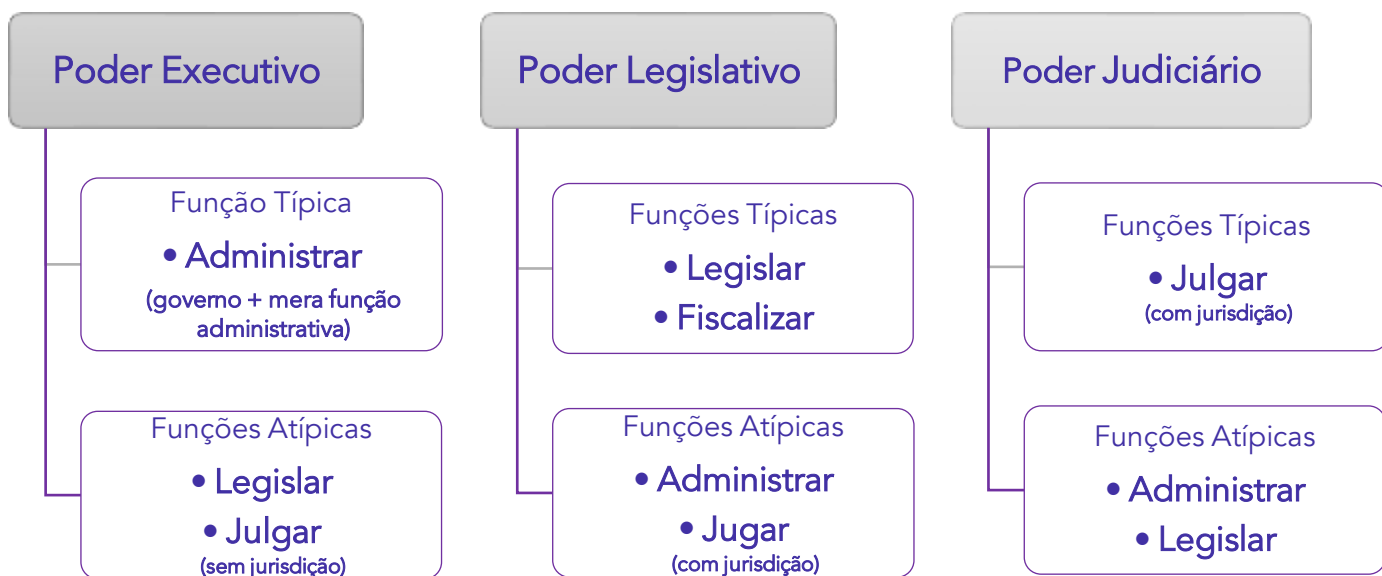 Poder Executivo
Função Típica
• Administrar
(governo + mera função
administrativa)
Funções Atípicas
• Legislar
• Julgar
(sem jurisdição)
Poder Legislativo
Funções Típicas
• Legislar
• Fiscalizar
Funções Atípicas
• Administrar
• Jugar
(com jurisdição)
Poder Judiciário
Funções Típicas
• Julgar
(com jurisdição)
Funções Atípicas
• Administrar
• Legislar